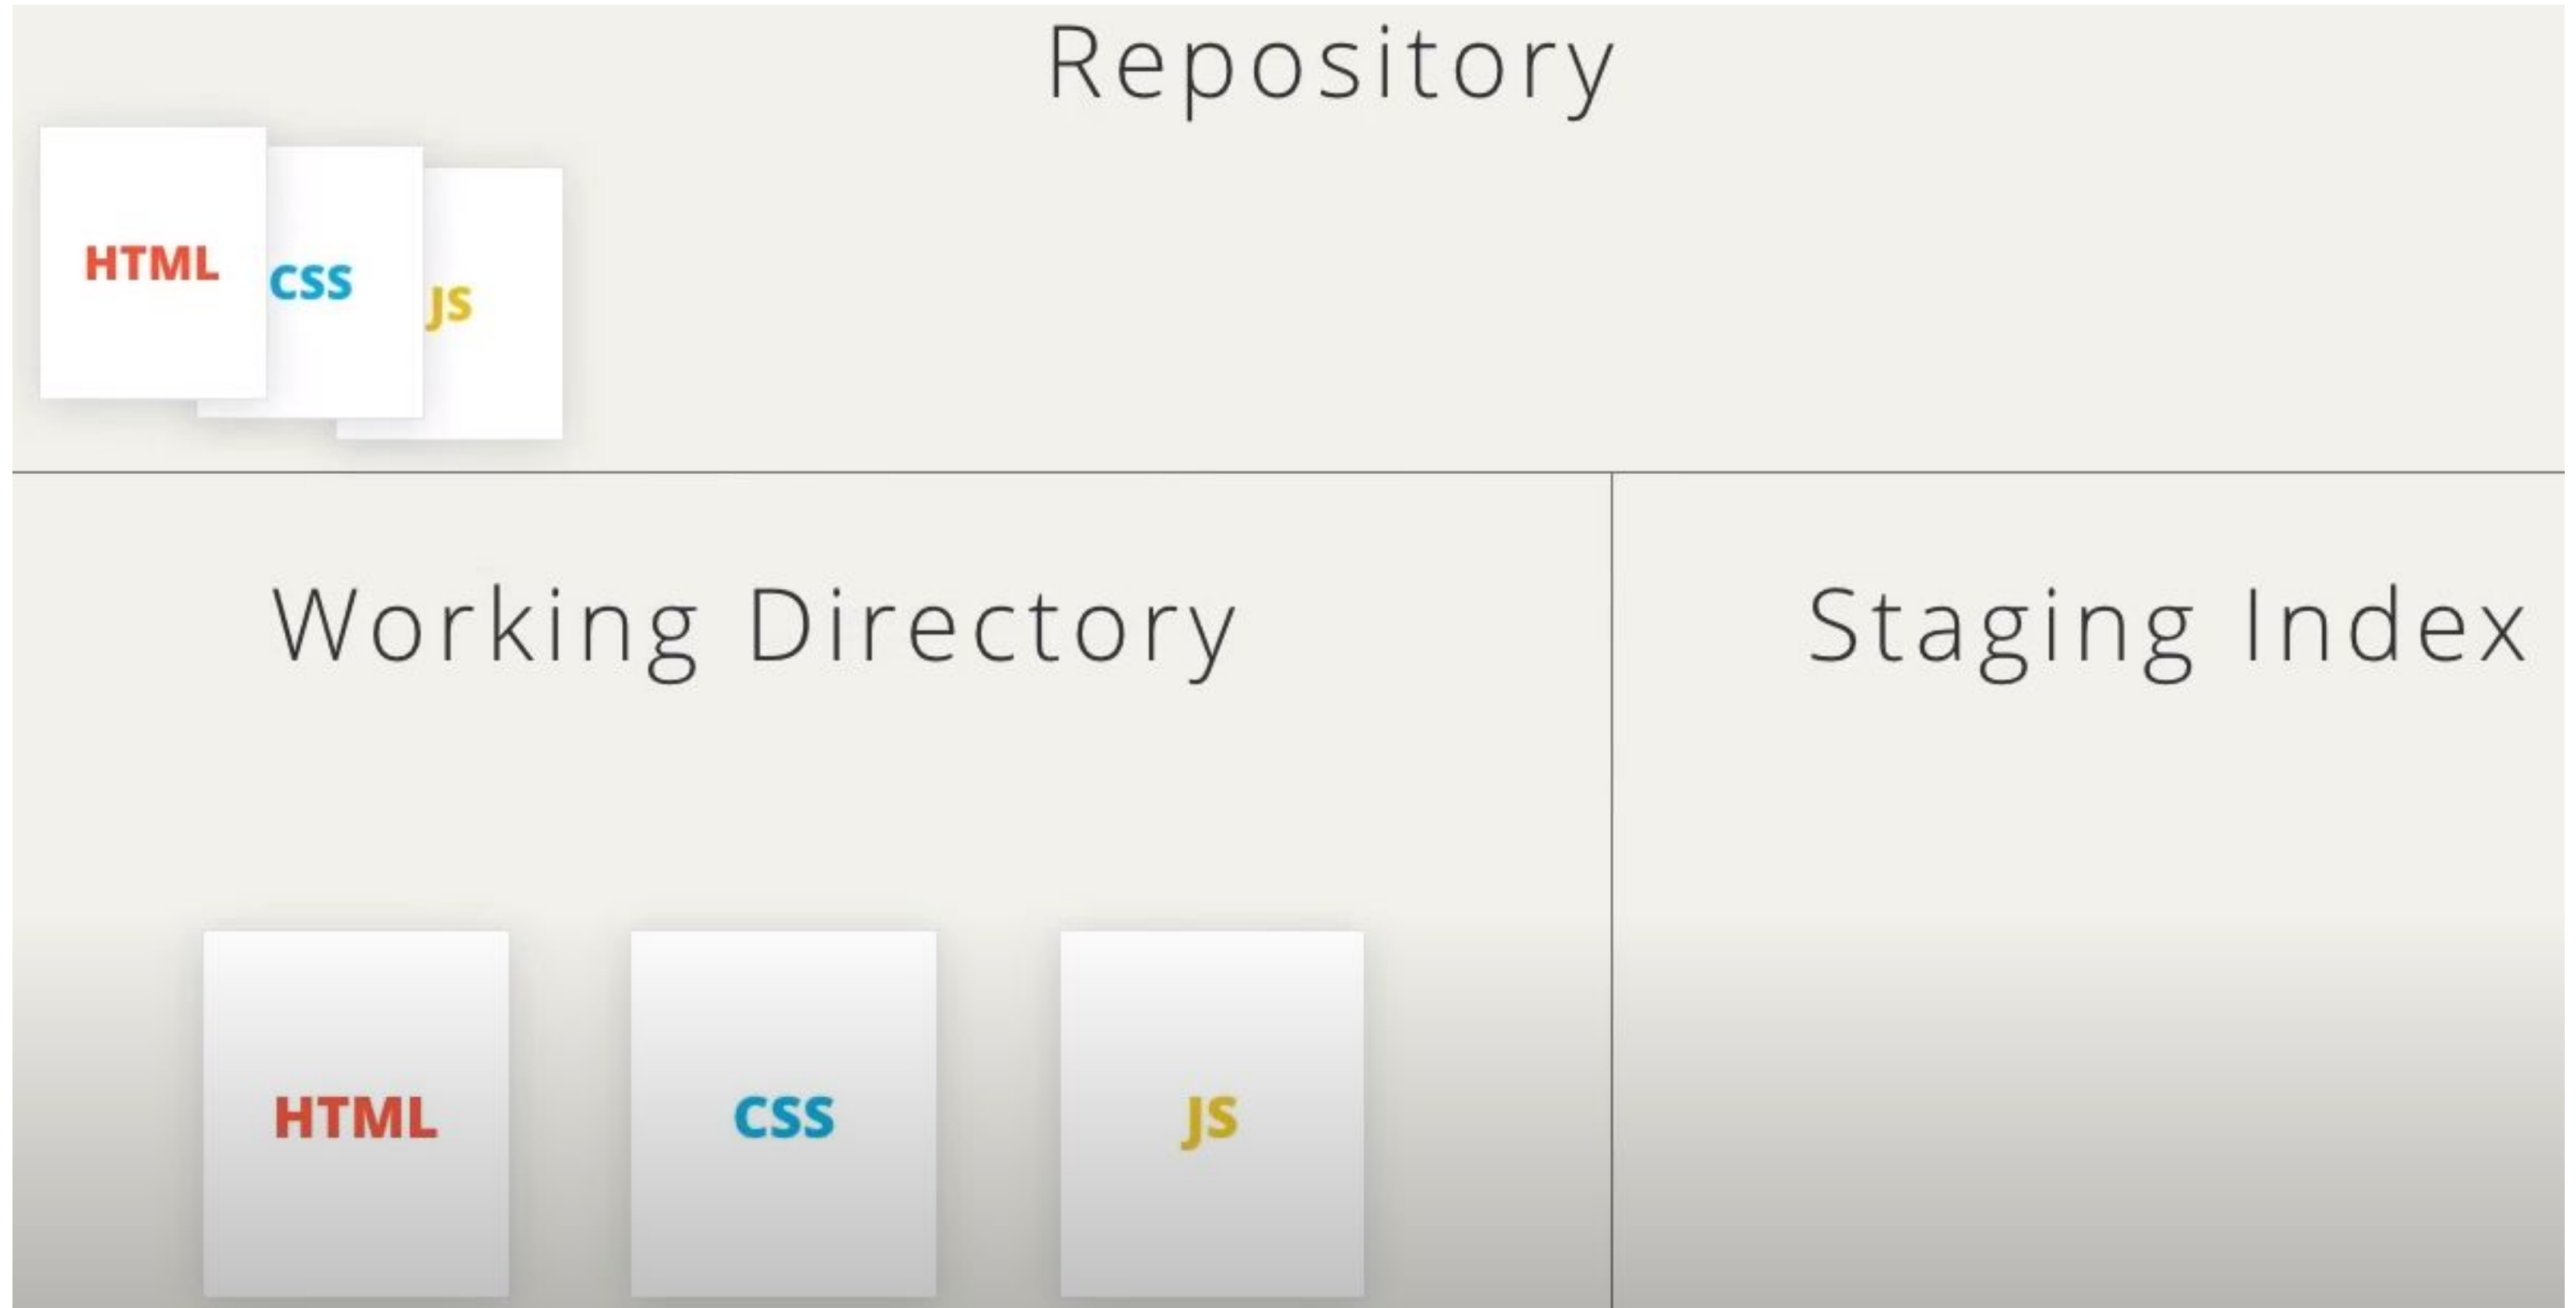 Repository
HTML CSS JS
Working Directory
Staging Index
HTML CSS JS